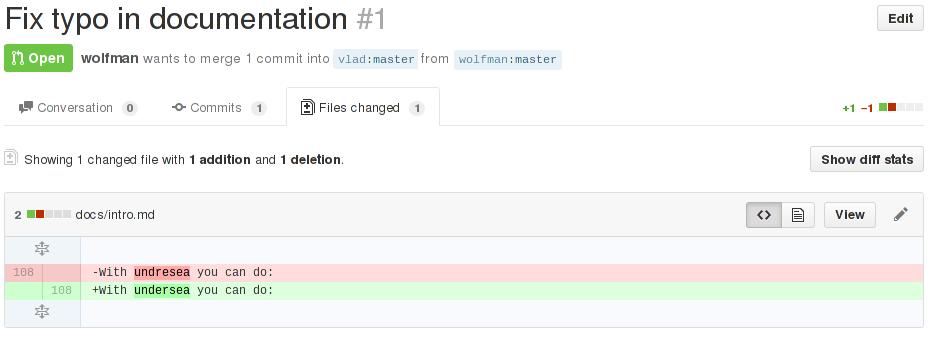 Fix typo in documentation #1
Edit
Open wolfman wants to merge 1 commit into vlad:master from wolfman:master
Conversation 0 Commits 1 Files changed 1 +1 −1
Showing 1 changed file with 1 addition and 1 deletion. Show diff stats
2 docs/intro.md View
108 -With undresea you can do:
108 +With undersea you can do: